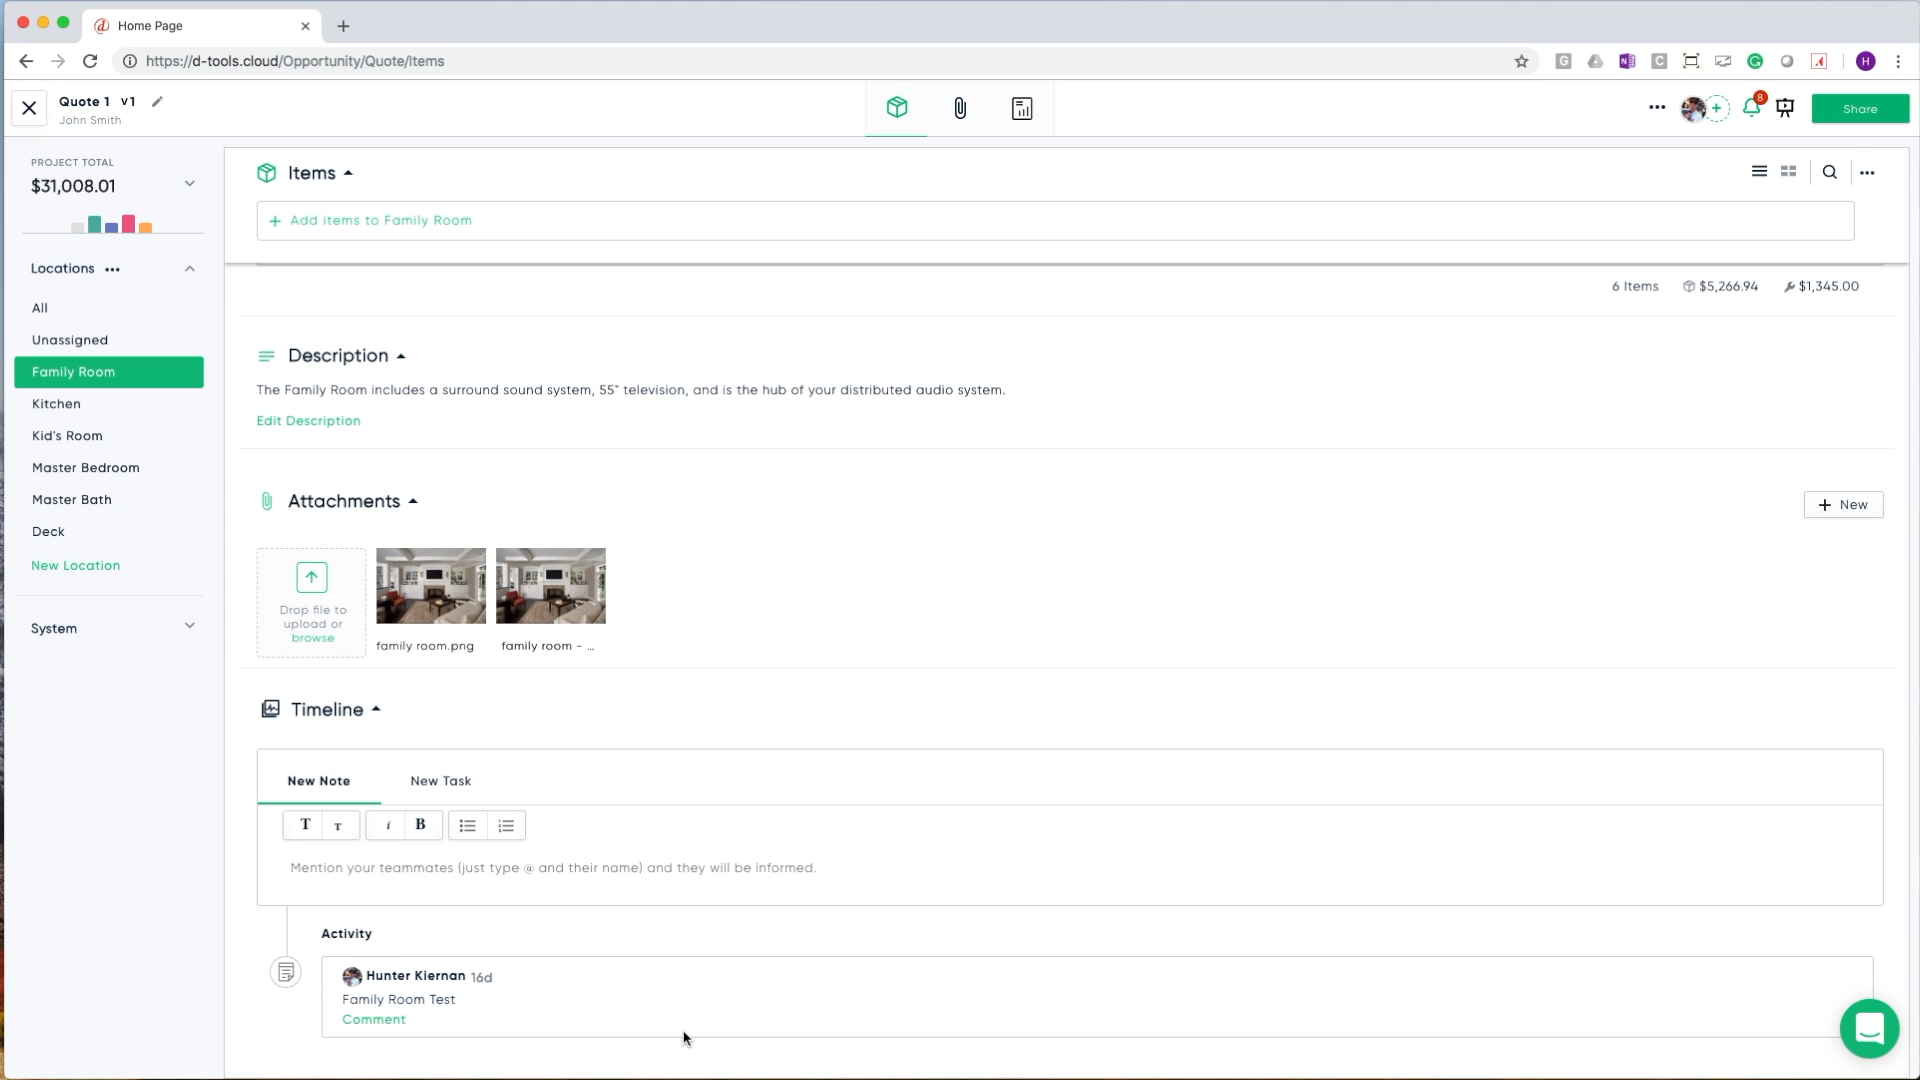 Home Page
https://d-tools.cloud/Opportunity/Quote/Items
Quote 1 v1
John Smith
8
Share
H
PROJECT TOTAL
$31,008.01
Locations
All
Unassigned
Family Room
Kitchen
Kid's Room
Master Bedroom
Master Bath
Deck
New Location
System
Items
+ Add items to Family Room
6 Items $5,266.94 $1,345.00
Description
The Family Room includes a surround sound system, 55" television, and is the hub of your distributed audio system.
Edit Description
Attachments
+ New
Drop file to
upload or
browse
family room.png
family room - ...
Timeline
New Note New Task
T T i B
Mention your teammates (just type @ and their name) and they will be informed.
Activity
Hunter Kiernan 16d
Family Room Test
Comment